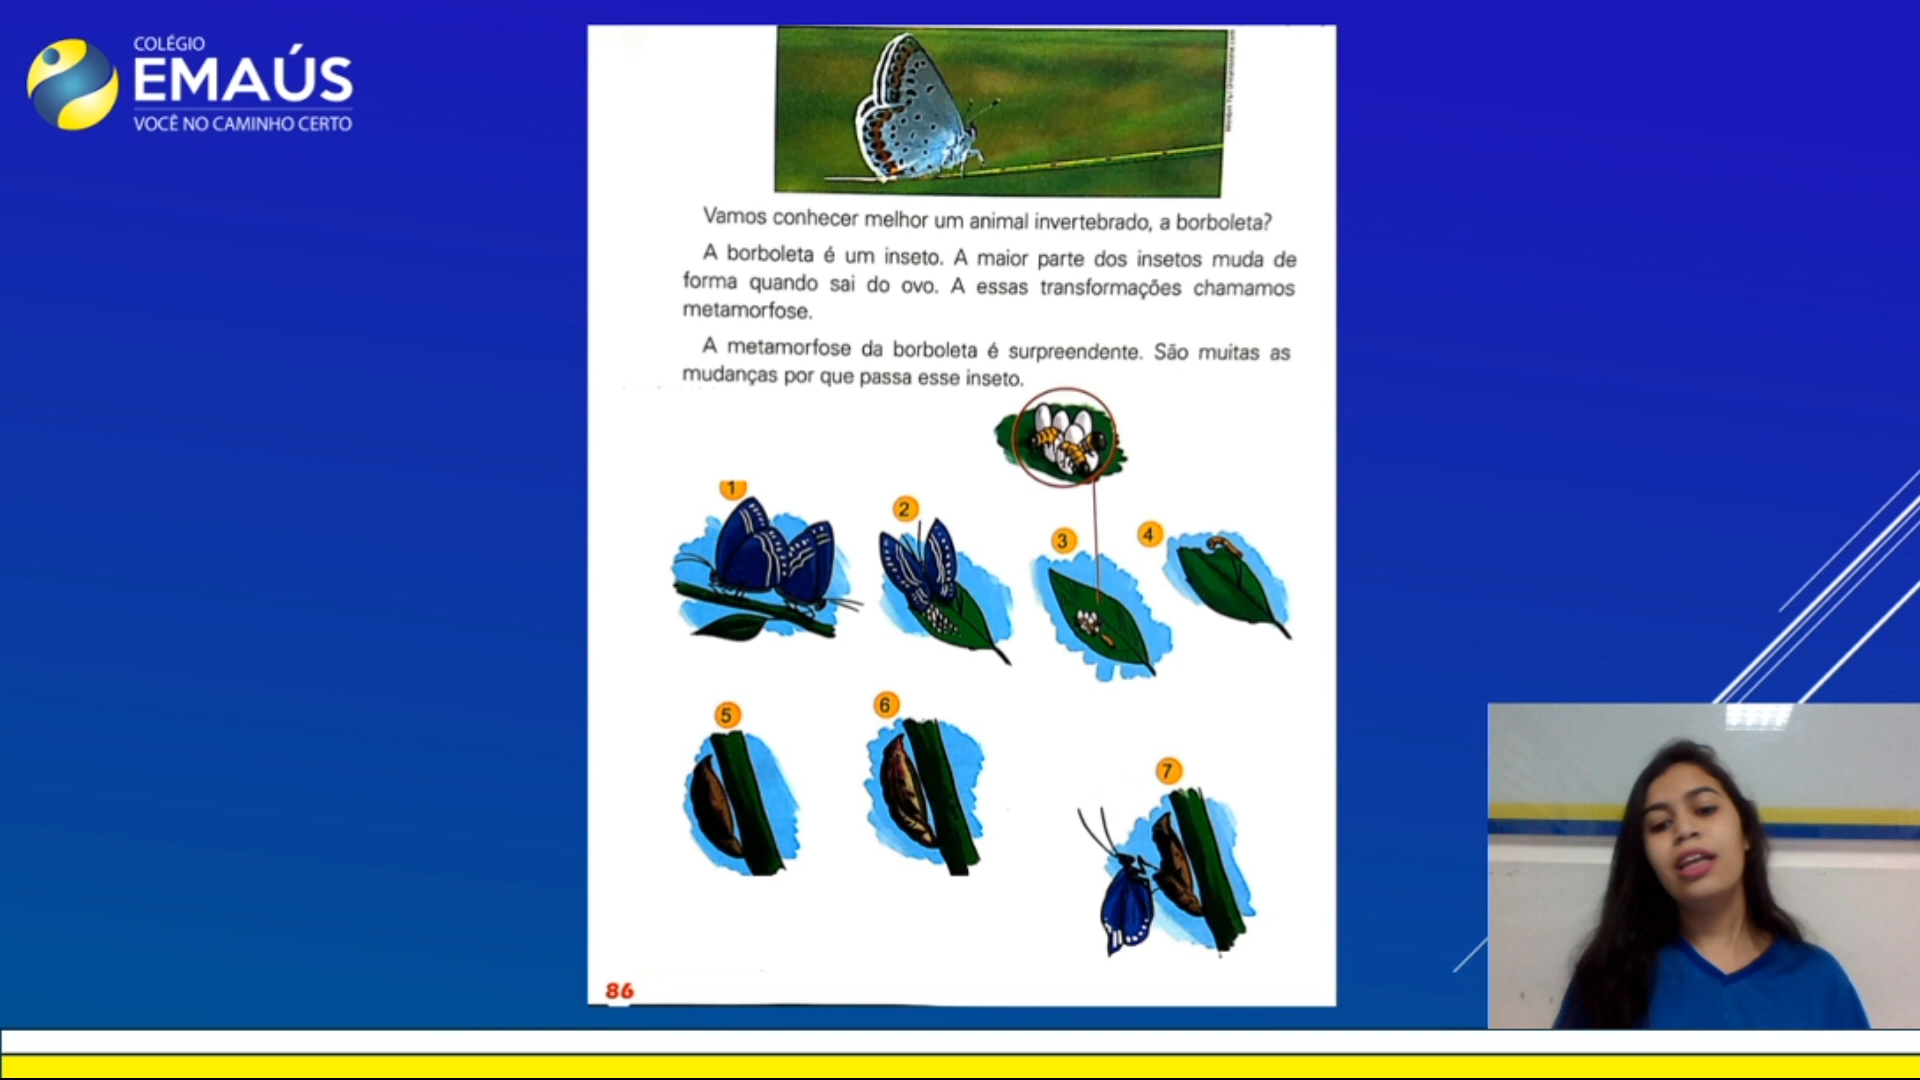 COLÉGIO
EMAÚS
VOCÊ NO CAMINHO CERTO
Vamos conhecer melhor um animal invertebrado, a borboleta?
A borboleta é um inseto. A maior parte dos insetos muda de
forma quando sai do ovo. A essas transformações chamamos
metamorfose.
A metamorfose da borboleta é surpreendente. São muitas as
mudanças por que passa esse inseto.
1
2
3
4
5
6
7
86